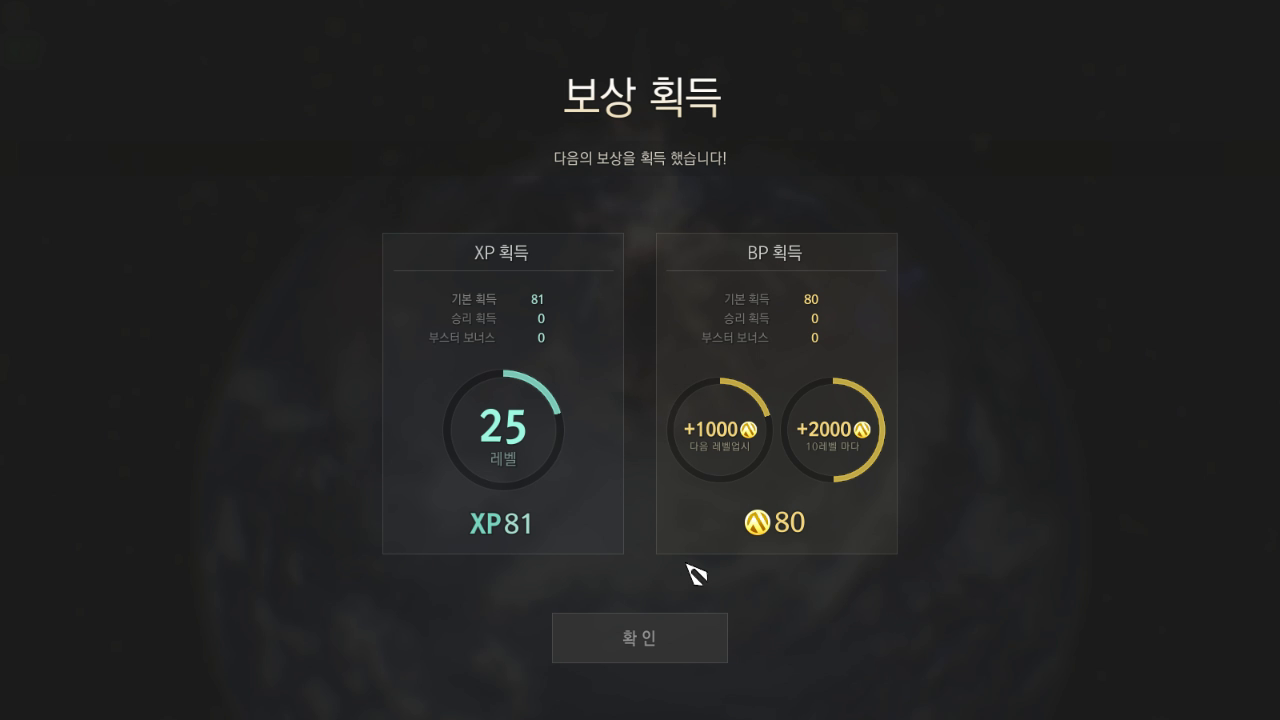 보상 획득
다음의 보상을 획득 했습니다!
XP 획득
기본 획득 81
승리 획득 0
부스터 보너스 0
25
레벨
XP 81
BP 획득
기본 획득 80
승리 획득 0
부스터 보너스 0
+1000
다음 레벨업시
+2000
10레벨 마다
80
확 인